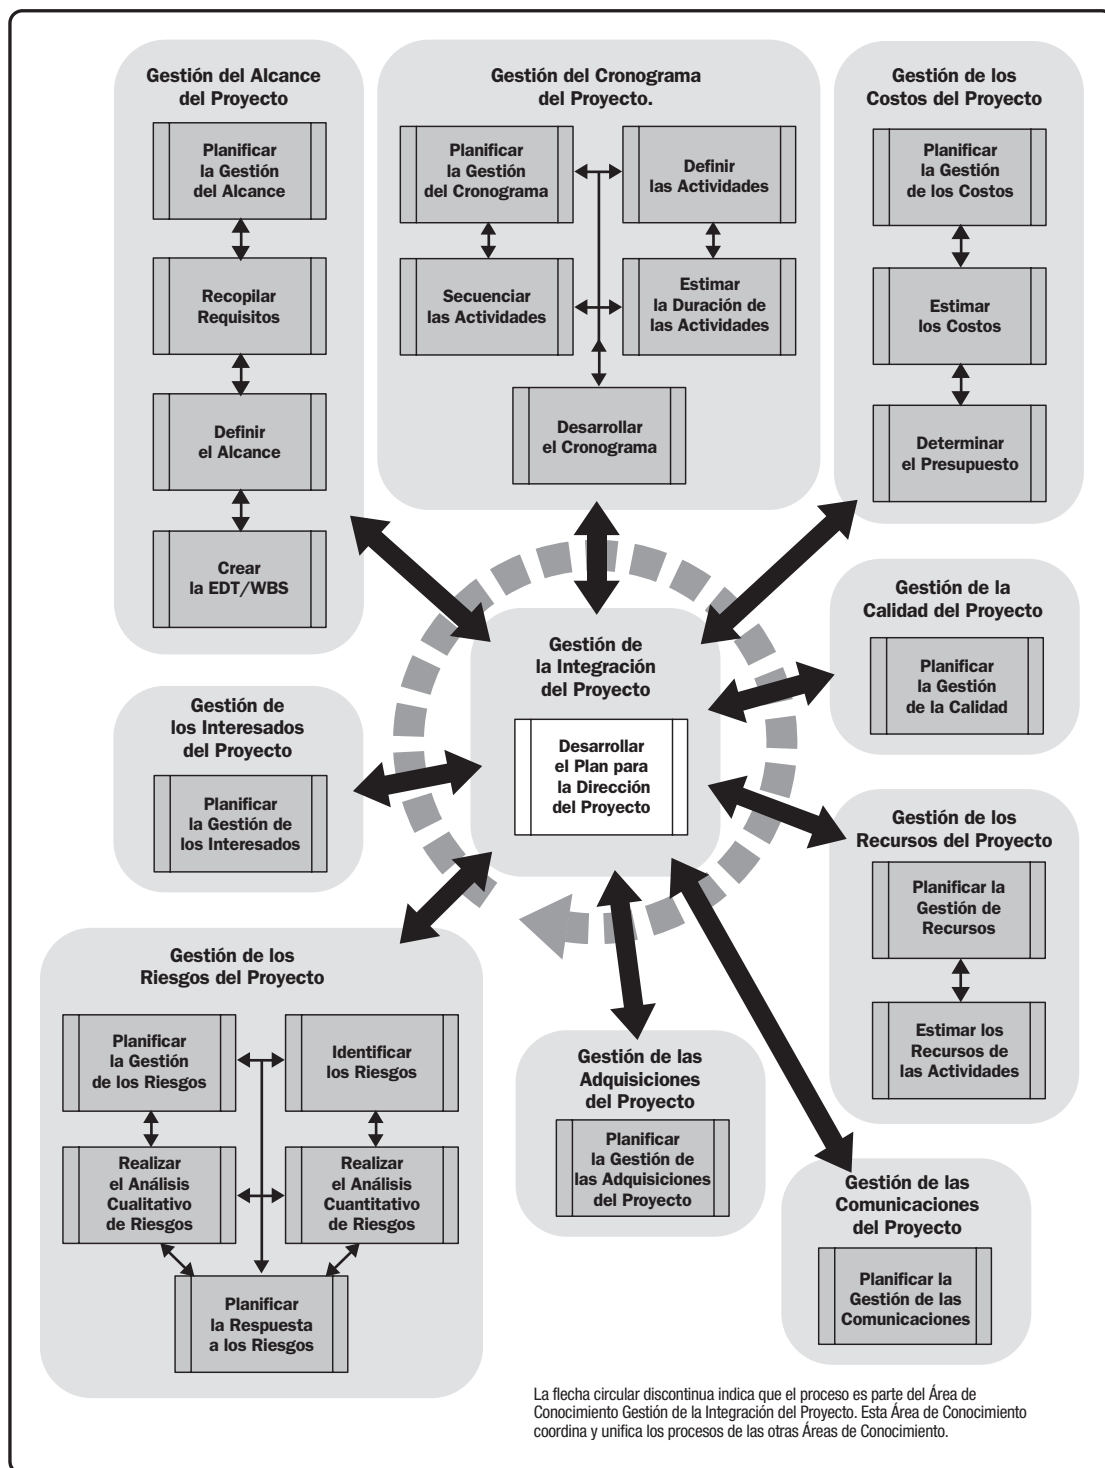 Gestión del Alcance
del Proyecto
Planificar
la Gestión
del Alcance
Recopilar
Requisitos
Definir
el Alcance
Crear
la EDT/WBS
Gestión del Cronograma
del Proyecto.
Planificar
la Gestión
del Cronograma
Definir
las Actividades
Secuenciar
las Actividades
Estimar
la Duración de
las Actividades
Desarrollar
el Cronograma
Gestión de los
Costos del Proyecto
Planificar
la Gestión
de los Costos
Estimar
los Costos
Determinar
el Presupuesto
Gestión de
la Integración
del Proyecto
Desarrollar
el Plan para
la Dirección
del Proyecto
Gestión de la
Calidad del Proyecto
Planificar
la Gestión
de la Calidad
Gestión de
los Interesados
del Proyecto
Planificar
la Gestión de
los Interesados
Gestión de los
Recursos del Proyecto
Planificar la
Gestión de
Recursos
Estimar los
Recursos de
las Actividades
Gestión de los
Riesgos del Proyecto
Planificar
la Gestión
de los Riesgos
Identificar
los Riesgos
Realizar
el Análisis
Cualitativo
de Riesgos
Realizar
el Análisis
Cuantitativo
de Riesgos
Planificar
la Respuesta
a los Riesgos
Gestión de las
Adquisiciones
del Proyecto
Planificar
la Gestión de
las Adquisiciones
del Proyecto
Gestión de las
Comunicaciones
del Proyecto
Planificar la
Gestión de las
Comunicaciones
La flecha circular discontinua indica que el proceso es parte del Área de
Conocimiento Gestión de la Integración del Proyecto. Esta Área de Conocimiento
coordina y unifica los procesos de las otras Áreas de Conocimiento.